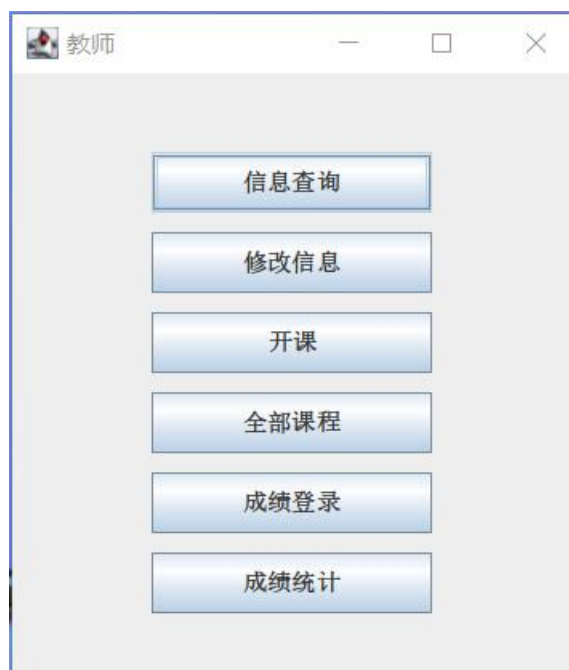 教师
信息查询
修改信息
开课
全部课程
成绩登录
成绩统计